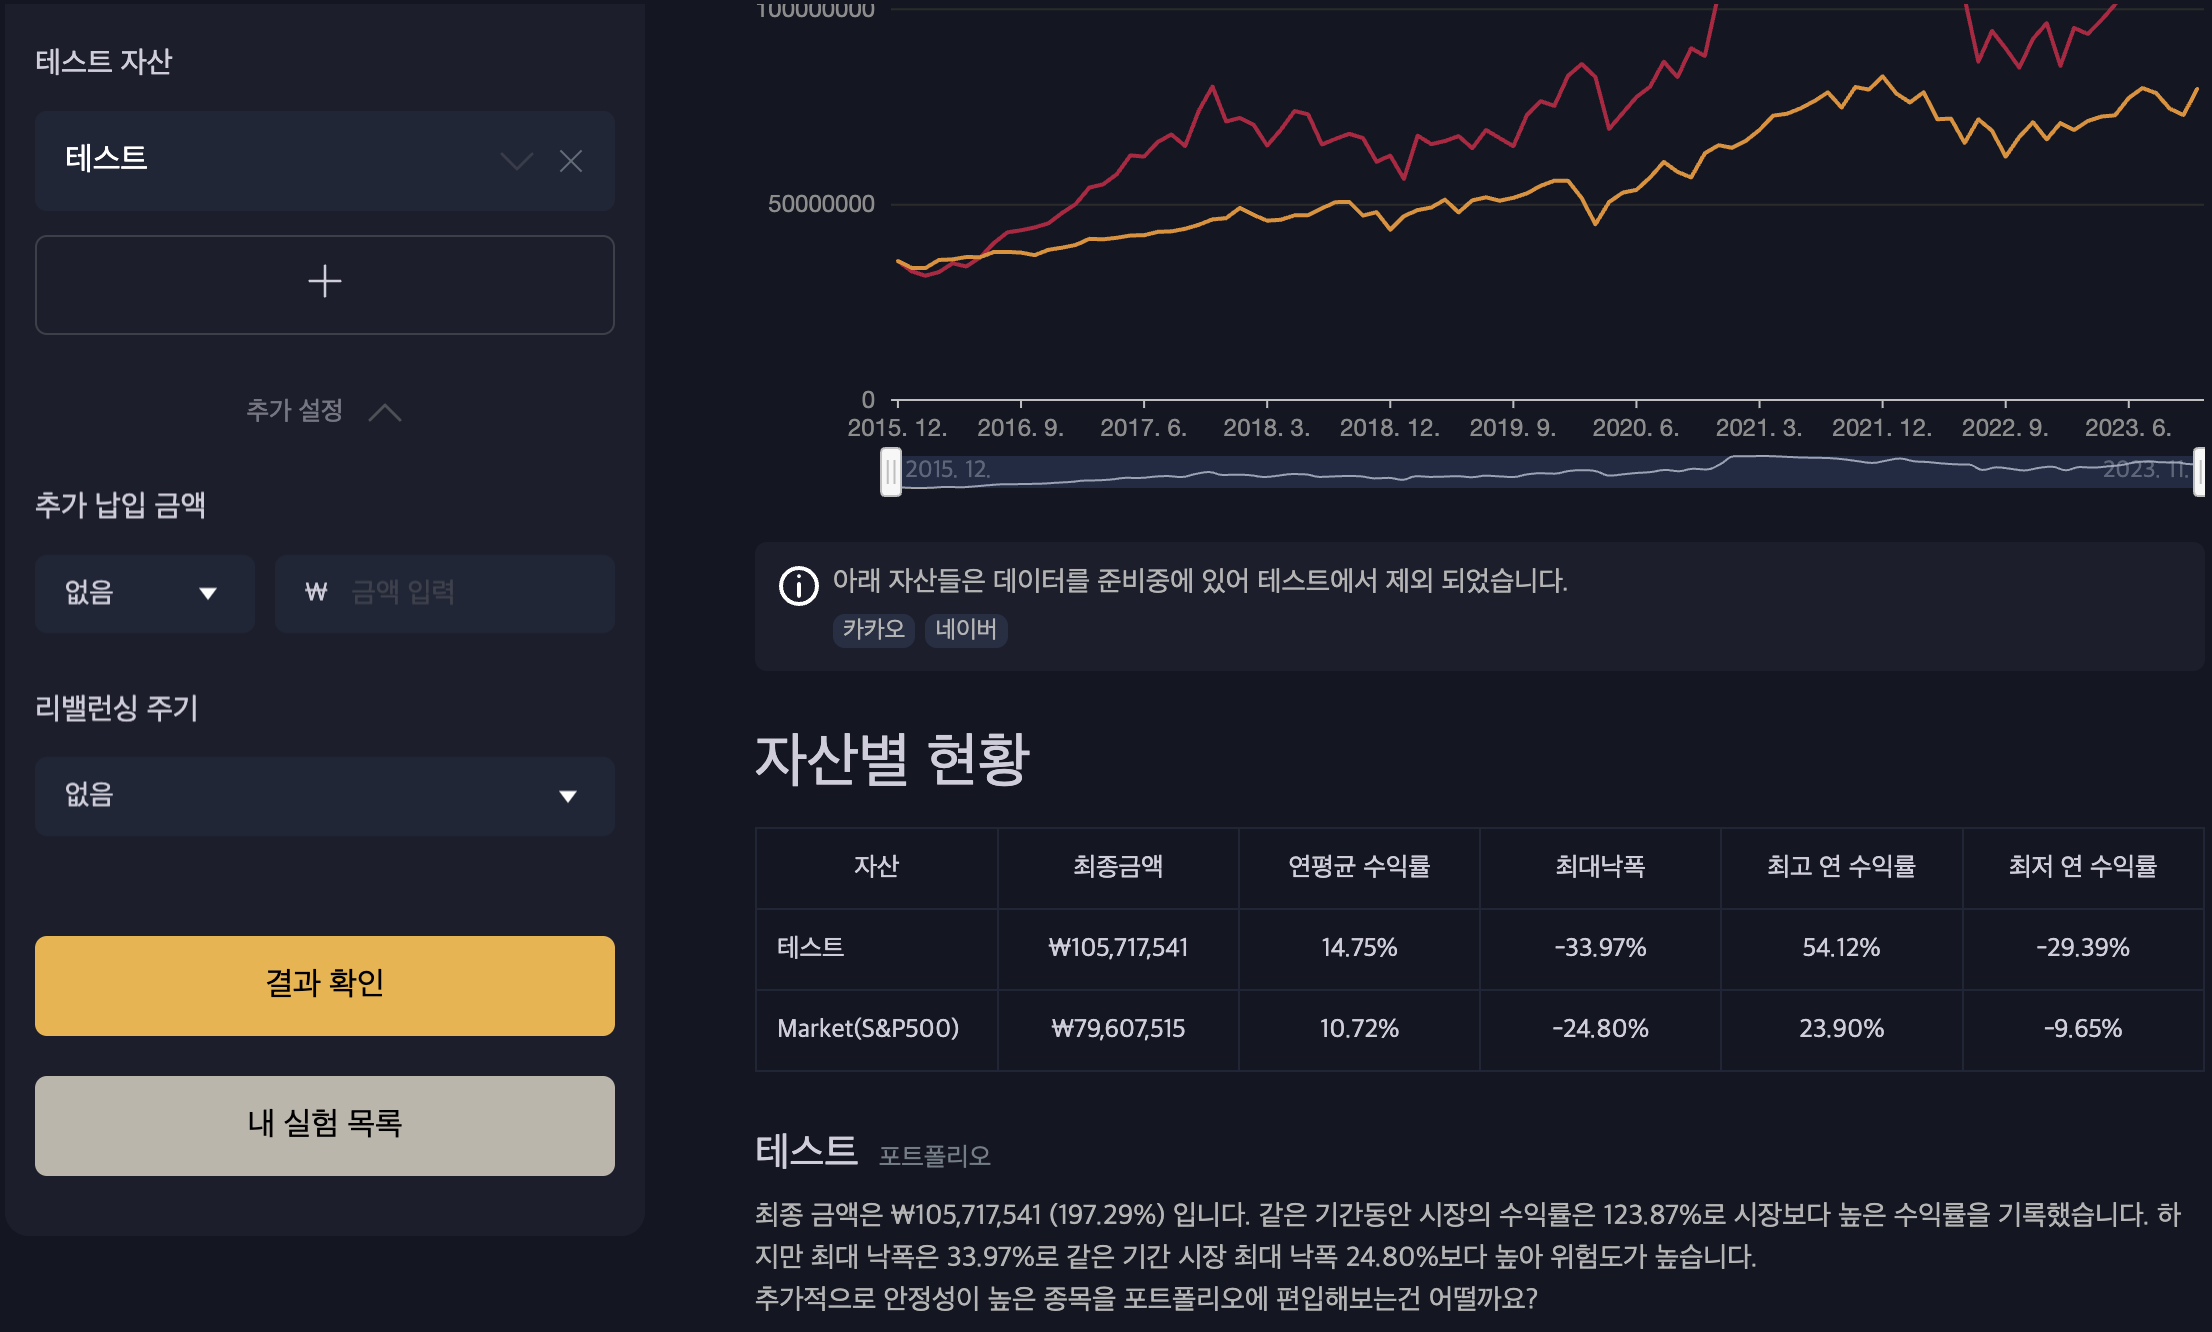 테스트 자산
테스트
추가 설정
추가 납입 금액
없음
₩ 금액 입력
리밸런싱 주기
없음
결과 확인
내 실험 목록
100000000
50000000
0
2015. 12. 2016. 9. 2017. 6. 2018. 3. 2018. 12. 2019. 9. 2020. 6. 2021. 3. 2021. 12. 2022. 9. 2023. 6.
2015. 12. 2023. 11.
아래 자산들은 데이터를 준비중에 있어 테스트에서 제외 되었습니다.
카카오 네이버
자산별 현황
자산 최종금액 연평균 수익률 최대낙폭 최고 연 수익률 최저 연 수익률
테스트 ₩105,717,541 14.75% -33.97% 54.12% -29.39%
Market(S&P500) ₩79,607,515 10.72% -24.80% 23.90% -9.65%
테스트 포트폴리오
최종 금액은 ₩105,717,541 (197.29%) 입니다. 같은 기간동안 시장의 수익률은 123.87%로 시장보다 높은 수익률을 기록했습니다. 하
지만 최대 낙폭은 33.97%로 같은 기간 시장 최대 낙폭 24.80%보다 높아 위험도가 높습니다.
추가적으로 안정성이 높은 종목을 포트폴리오에 편입해보는건 어떨까요?